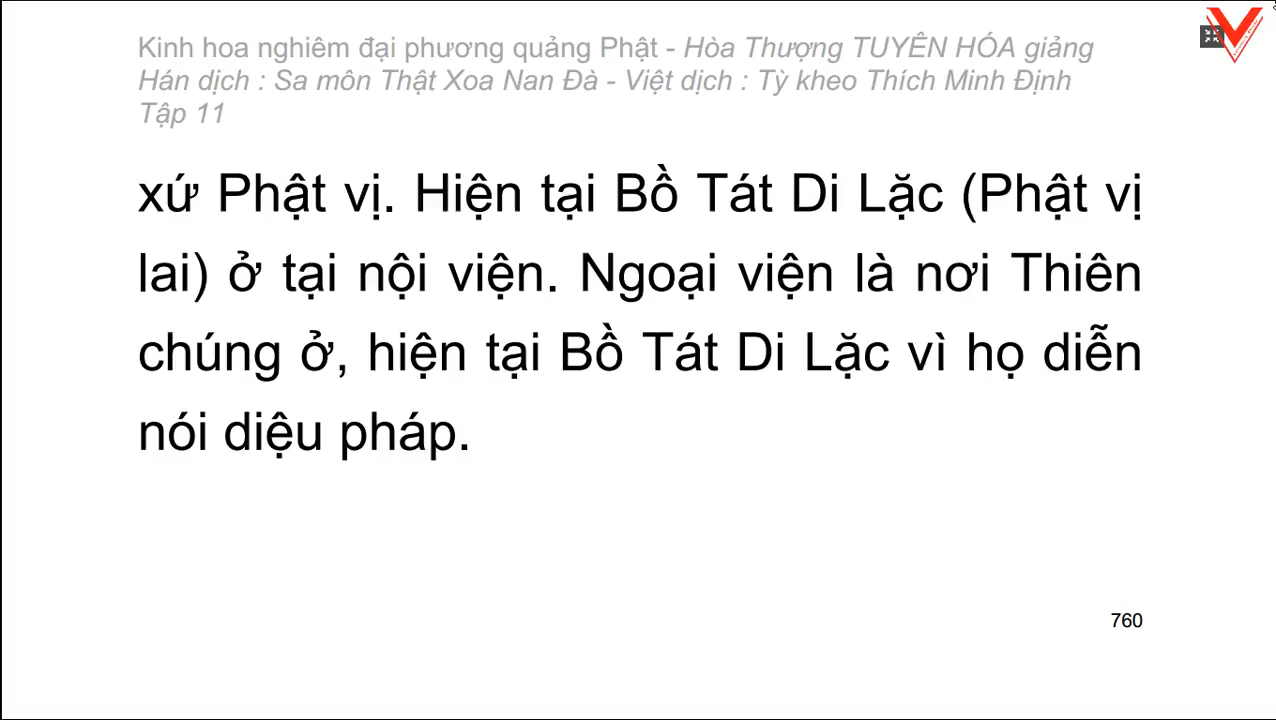 Kinh hoa nghiêm đại phương quảng Phật - Hòa Thượng TUYÊN HÓA giảng
Hán dịch : Sa môn Thật Xoa Nan Đà - Việt dịch : Tỳ kheo Thích Minh Định
Tập 11
xứ Phật vị. Hiện tại Bồ Tát Di Lặc (Phật vị
lai) ở tại nội viện. Ngoại viện là nơi Thiên
chúng ở, hiện tại Bồ Tát Di Lặc vì họ diễn
nói diệu pháp.
760